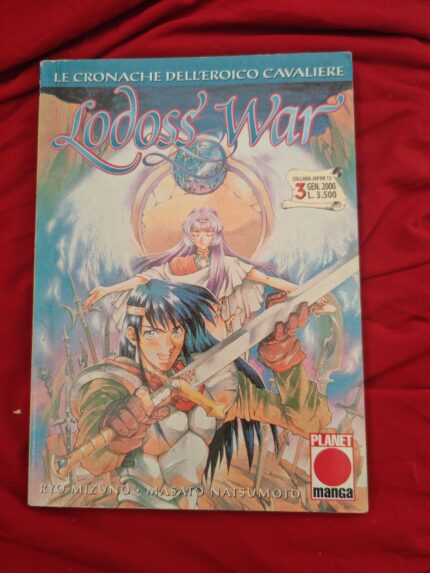 LE CRONACHE DELL'EROICO CAVALIERE
Lodoss War
COLLANA JAPAN 13
3 GEN. 2000
L. 3.500
RYO MIZUNO • MASATO NATSUMOTO
PLANET
manga